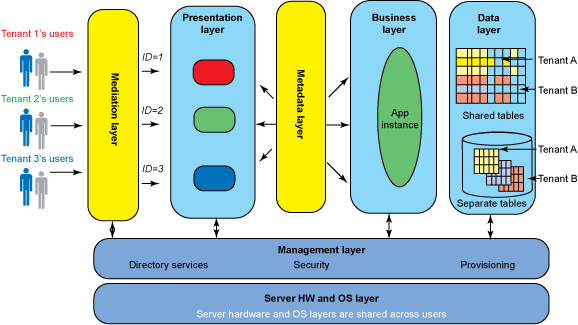 Tenant 1's users
Tenant 2's users
Tenant 3's users
Mediation layer
ID=1
ID=2
ID=3
Presentation
layer
Metadata layer
Business
layer
App
instance
Data
layer
Tenant A
Tenant B
Shared tables
Tenant A
Tenant B
Separate tables
Management layer
Directory services
Security
Provisioning
Server HW and OS layer
Server hardware and OS layers are shared across users